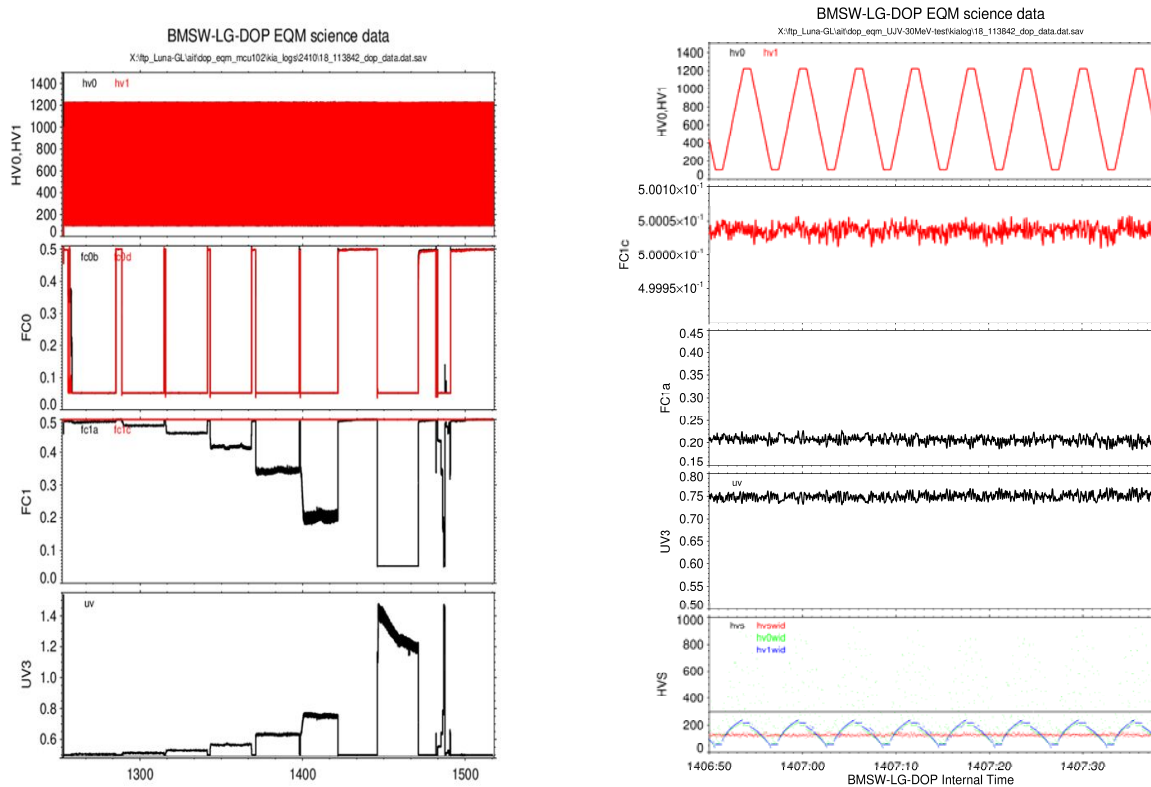 BMSW-LG-DOP EQM science data
X:\ftp_Luna-GL\ait\dop_eqm_mcu102\kia_logs\2410\18_113842_dop_data.dat.sav
1400
1200
1000
800
600
400
200
0
HV0,HV1
hv0 hv1
0.5
0.4
0.3
0.2
0.1
0.0
FC0
fc0b fc0d
0.5
0.4
0.3
0.2
0.1
0.0
FC1
fc1a fc1c
1.4
1.2
1.0
0.8
0.6
UV3
uv
1300 1400 1500
BMSW-LG-DOP EQM science data
X:\ftp_Luna-GL\ait\dop_eqm_UJV-30MeV-test\kialog\18_113842_dop_data.dat.sav
1400
1200
1000
800
600
400
200
0
HV0,HV1
hv0 hv1
5.0010×10⁻¹
5.0005×10⁻¹
5.0000×10⁻¹
4.9995×10⁻¹
FC1c
0.45
0.40
0.35
0.30
0.25
0.20
0.15
FC1a
0.80
0.75
0.70
0.65
0.60
0.55
0.50
UV3
uv
1000
800
600
400
200
0
HVS
hvs hvswid
hv0wid
hv1wid
1406:50 1407:00 1407:10 1407:20 1407:30
BMSW-LG-DOP Internal Time